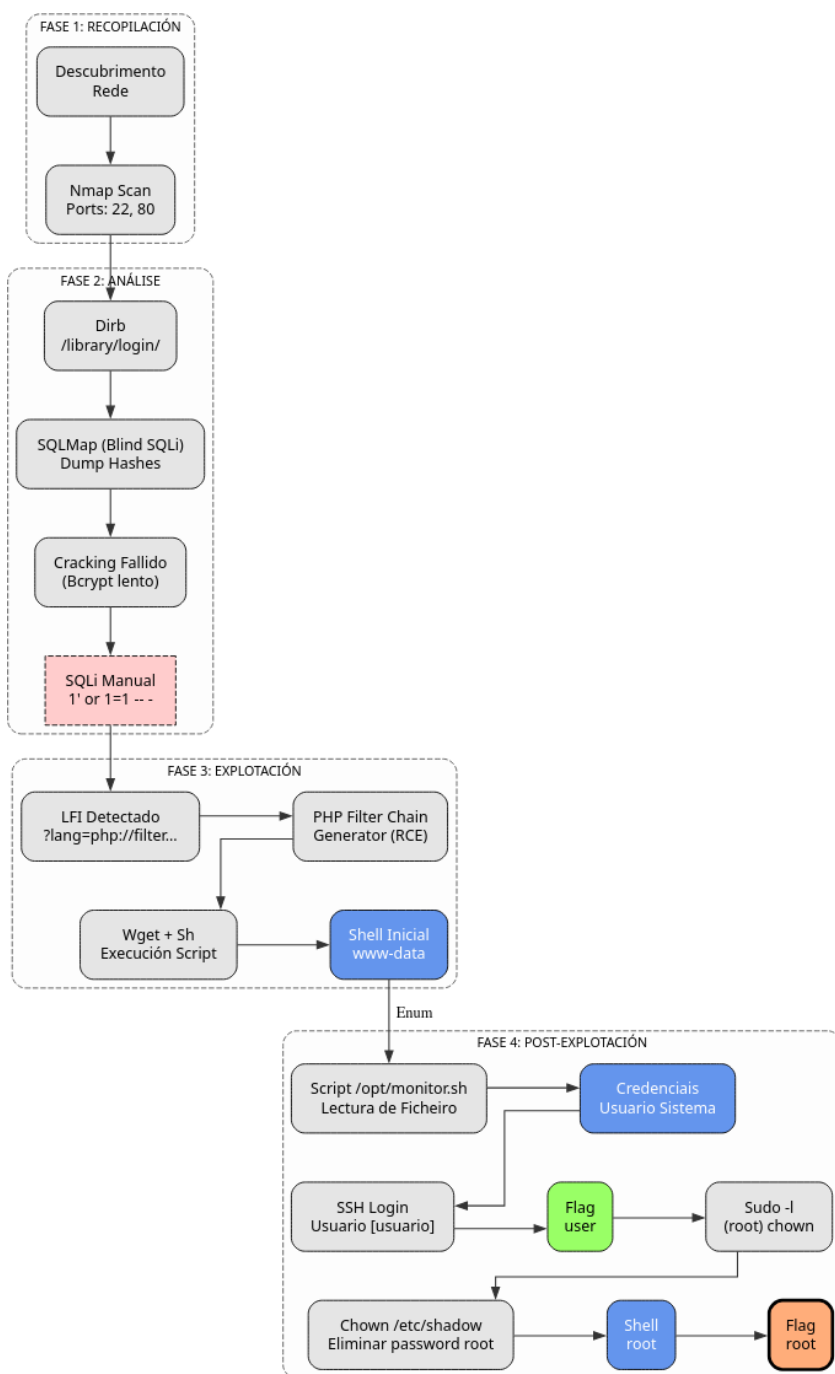 FASE 1: RECOPILACIÓN
Descubrimento
Rede
Nmap Scan
Ports: 22, 80
FASE 2: ANÁLISE
Dirb
/library/login/
SQLMap (Blind SQLi)
Dump Hashes
Cracking Fallido
(Bcrypt lento)
SQLi Manual
1' or 1=1 -- -
FASE 3: EXPLOTACIÓN
LFI Detectado
?lang=php://filter...
PHP Filter Chain
Generator (RCE)
Wget + Sh
Execución Script
Shell Inicial
www-data
Enum
FASE 4: POST-EXPLOTACIÓN
Script /opt/monitor.sh
Lectura de Ficheiro
Credenciais
Usuario Sistema
SSH Login
Usuario [usuario]
Flag
user
Sudo -l
(root) chown
Chown /etc/shadow
Eliminar password root
Shell
root
Flag
root